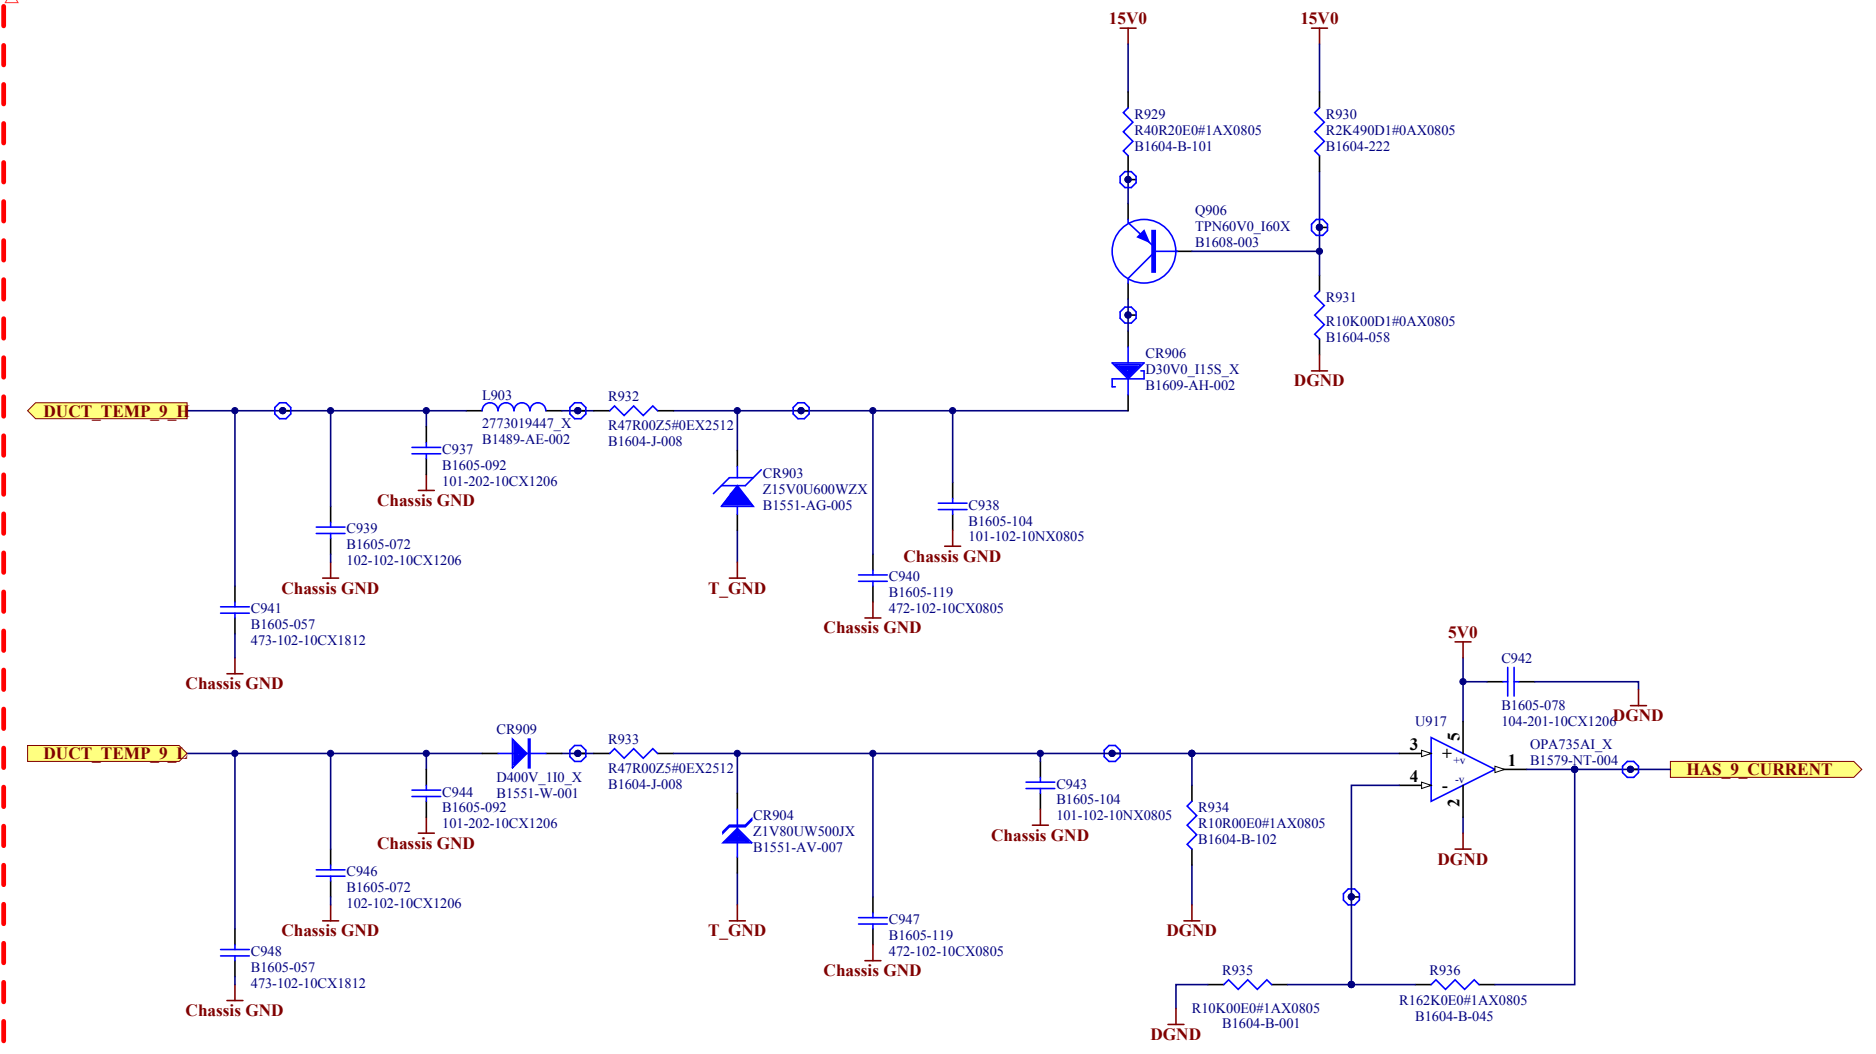 15V0
15V0
R929
R40R20E0#1AX0805
B1604-B-101
R930
R2K490D1#0AX0805
B1604-222
Q906
TPN60V0_I60X
B1608-003
R931
R10K00D1#0AX0805
B1604-058
DGND
CR906
D30V0_I15S_X
B1609-AH-002
DUCT_TEMP_9_H
L903
2773019447_X
B1489-AE-002
R932
R47R00Z5#0EX2512
B1604-J-008
C937
B1605-092
101-202-10CX1206
Chassis GND
CR903
Z15V0U600WZX
B1551-AG-005
T_GND
C938
B1605-104
101-102-10NX0805
Chassis GND
C939
B1605-072
102-102-10CX1206
Chassis GND
C940
B1605-119
472-102-10CX0805
Chassis GND
C941
B1605-057
473-102-10CX1812
Chassis GND
5V0
C942
B1605-078
104-201-10CX1206
DGND
DUCT_TEMP_9_L
CR909
D400V_1I0_X
B1551-W-001
R933
R47R00Z5#0EX2512
B1604-J-008
C944
B1605-092
101-202-10CX1206
Chassis GND
CR904
Z1V80UW500JX
B1551-AV-007
T_GND
C943
B1605-104
101-102-10NX0805
Chassis GND
R934
R10R00E0#1AX0805
B1604-B-102
DGND
U917
OPA735AI_X
B1579-NT-004
3
4
5
2
1
+
-
+v
-v
DGND
HAS_9_CURRENT
C946
B1605-072
102-102-10CX1206
Chassis GND
C947
B1605-119
472-102-10CX0805
Chassis GND
C948
B1605-057
473-102-10CX1812
Chassis GND
R935
R10K00E0#1AX0805
B1604-B-001
DGND
R936
R162K0E0#1AX0805
B1604-B-045